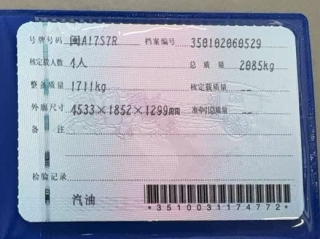 号牌号码 闽A17S7R 档案编号 350102060529
核定载人数 4人 总质量 2085kg
整备质量 1711kg 核定载质量 --
外廓尺寸 4533×1852×1299mm 准牵引总质量 --
备注
检验记录
汽油
*3510031174772*